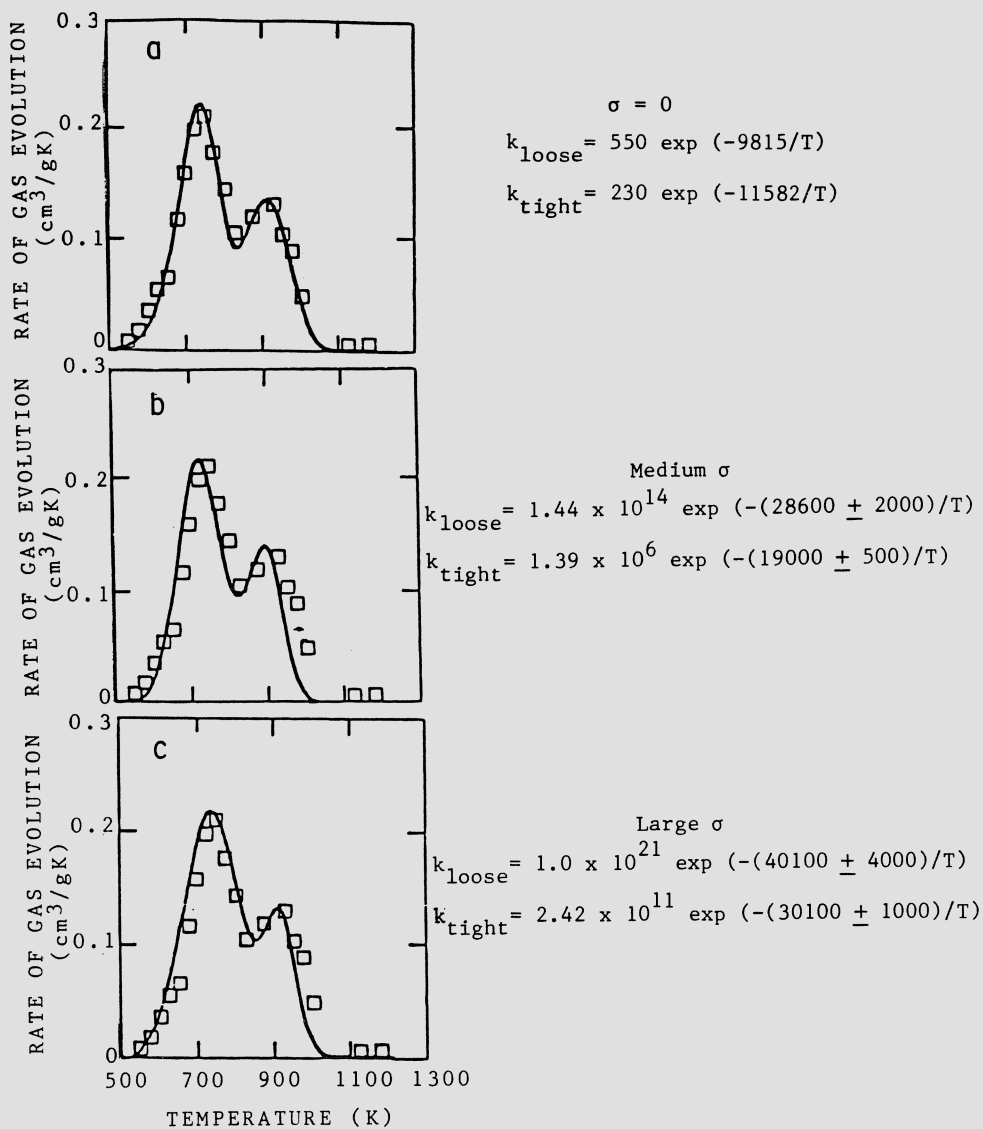 RATE OF GAS EVOLUTION
(cm³/gK)
0.3
0.2
0.1
0
a
σ = 0
k_loose = 550 exp (-9815/T)
k_tight = 230 exp (-11582/T)
RATE OF GAS EVOLUTION
(cm³/gK)
0.3
0.2
0.1
0
b
Medium σ
k_loose = 1.44 x 10^14 exp (-(28600 ± 2000)/T)
k_tight = 1.39 x 10^6 exp (-(19000 ± 500)/T)
RATE OF GAS EVOLUTION
(cm³/gK)
0.3
0.2
0.1
0
c
Large σ
k_loose = 1.0 x 10^21 exp (-(40100 ± 4000)/T)
k_tight = 2.42 x 10^11 exp (-(30100 ± 1000)/T)
500 700 900 1100 1300
TEMPERATURE (K)